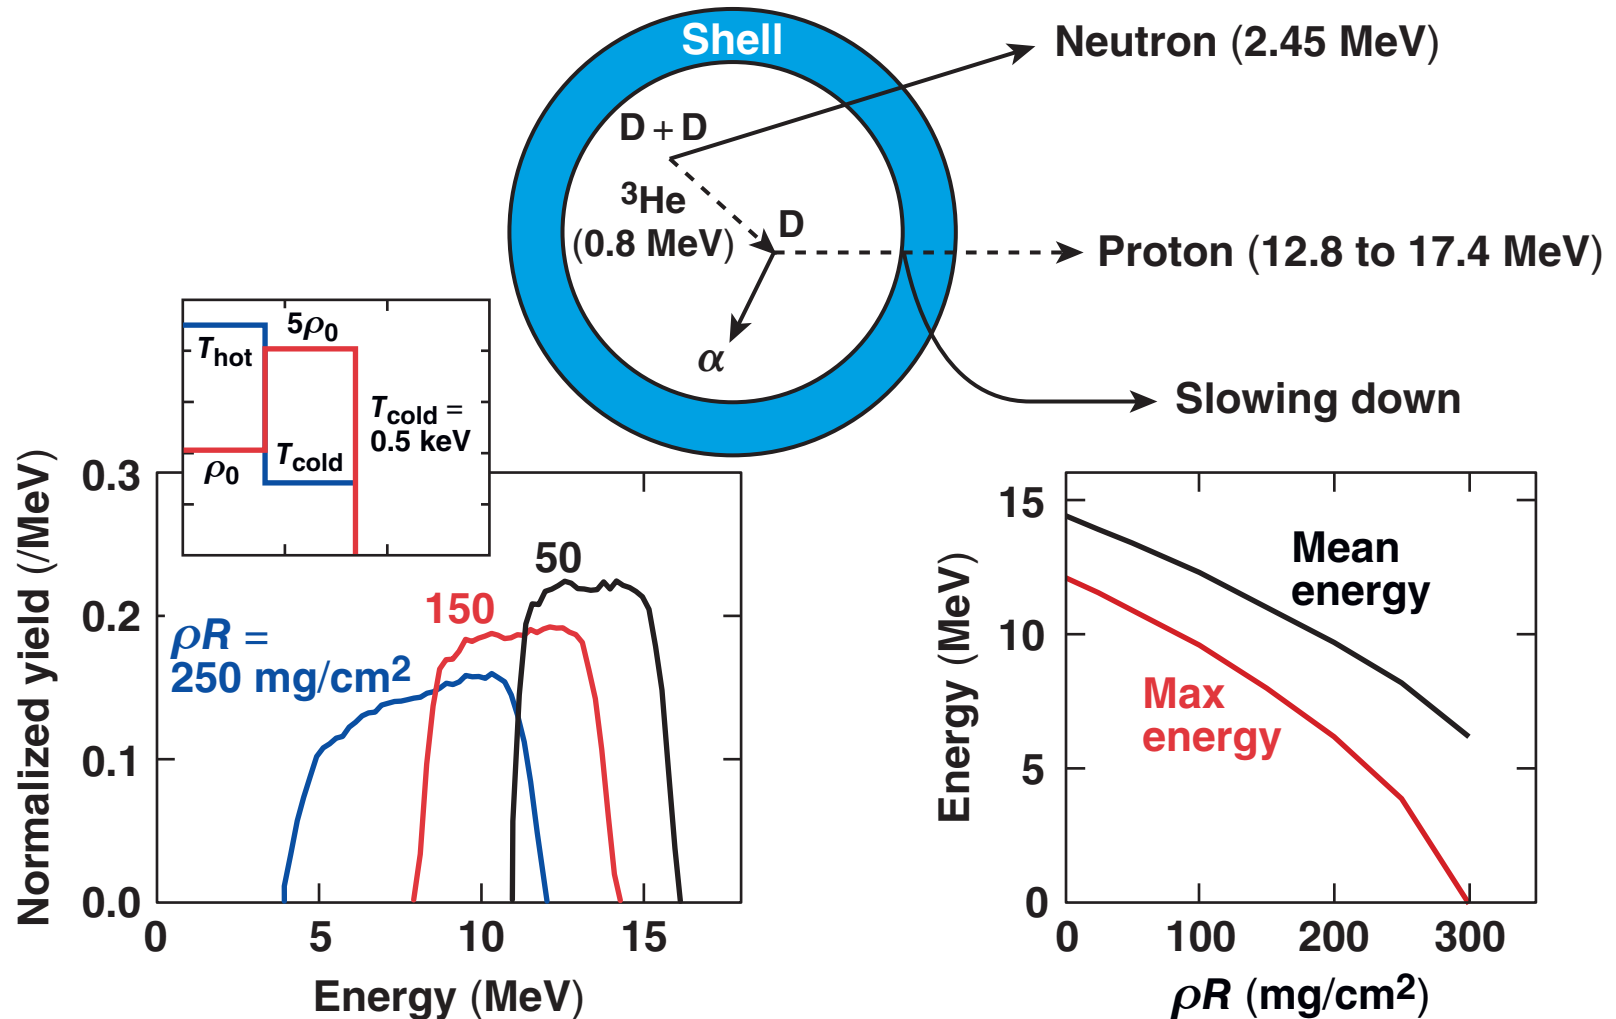 Shell
Neutron (2.45 MeV)
D + D
³He
(0.8 MeV)
D
Proton (12.8 to 17.4 MeV)
α
Slowing down
5ρ₀
T_hot
T_cold =
0.5 keV
ρ₀
T_cold
Normalized yield (/MeV)
0.3
0.2
0.1
0.0
0
5
10
15
Energy (MeV)
50
150
ρR =
250 mg/cm²
Energy (MeV)
15
10
5
0
0
100
200
300
ρR (mg/cm²)
Mean
energy
Max
energy